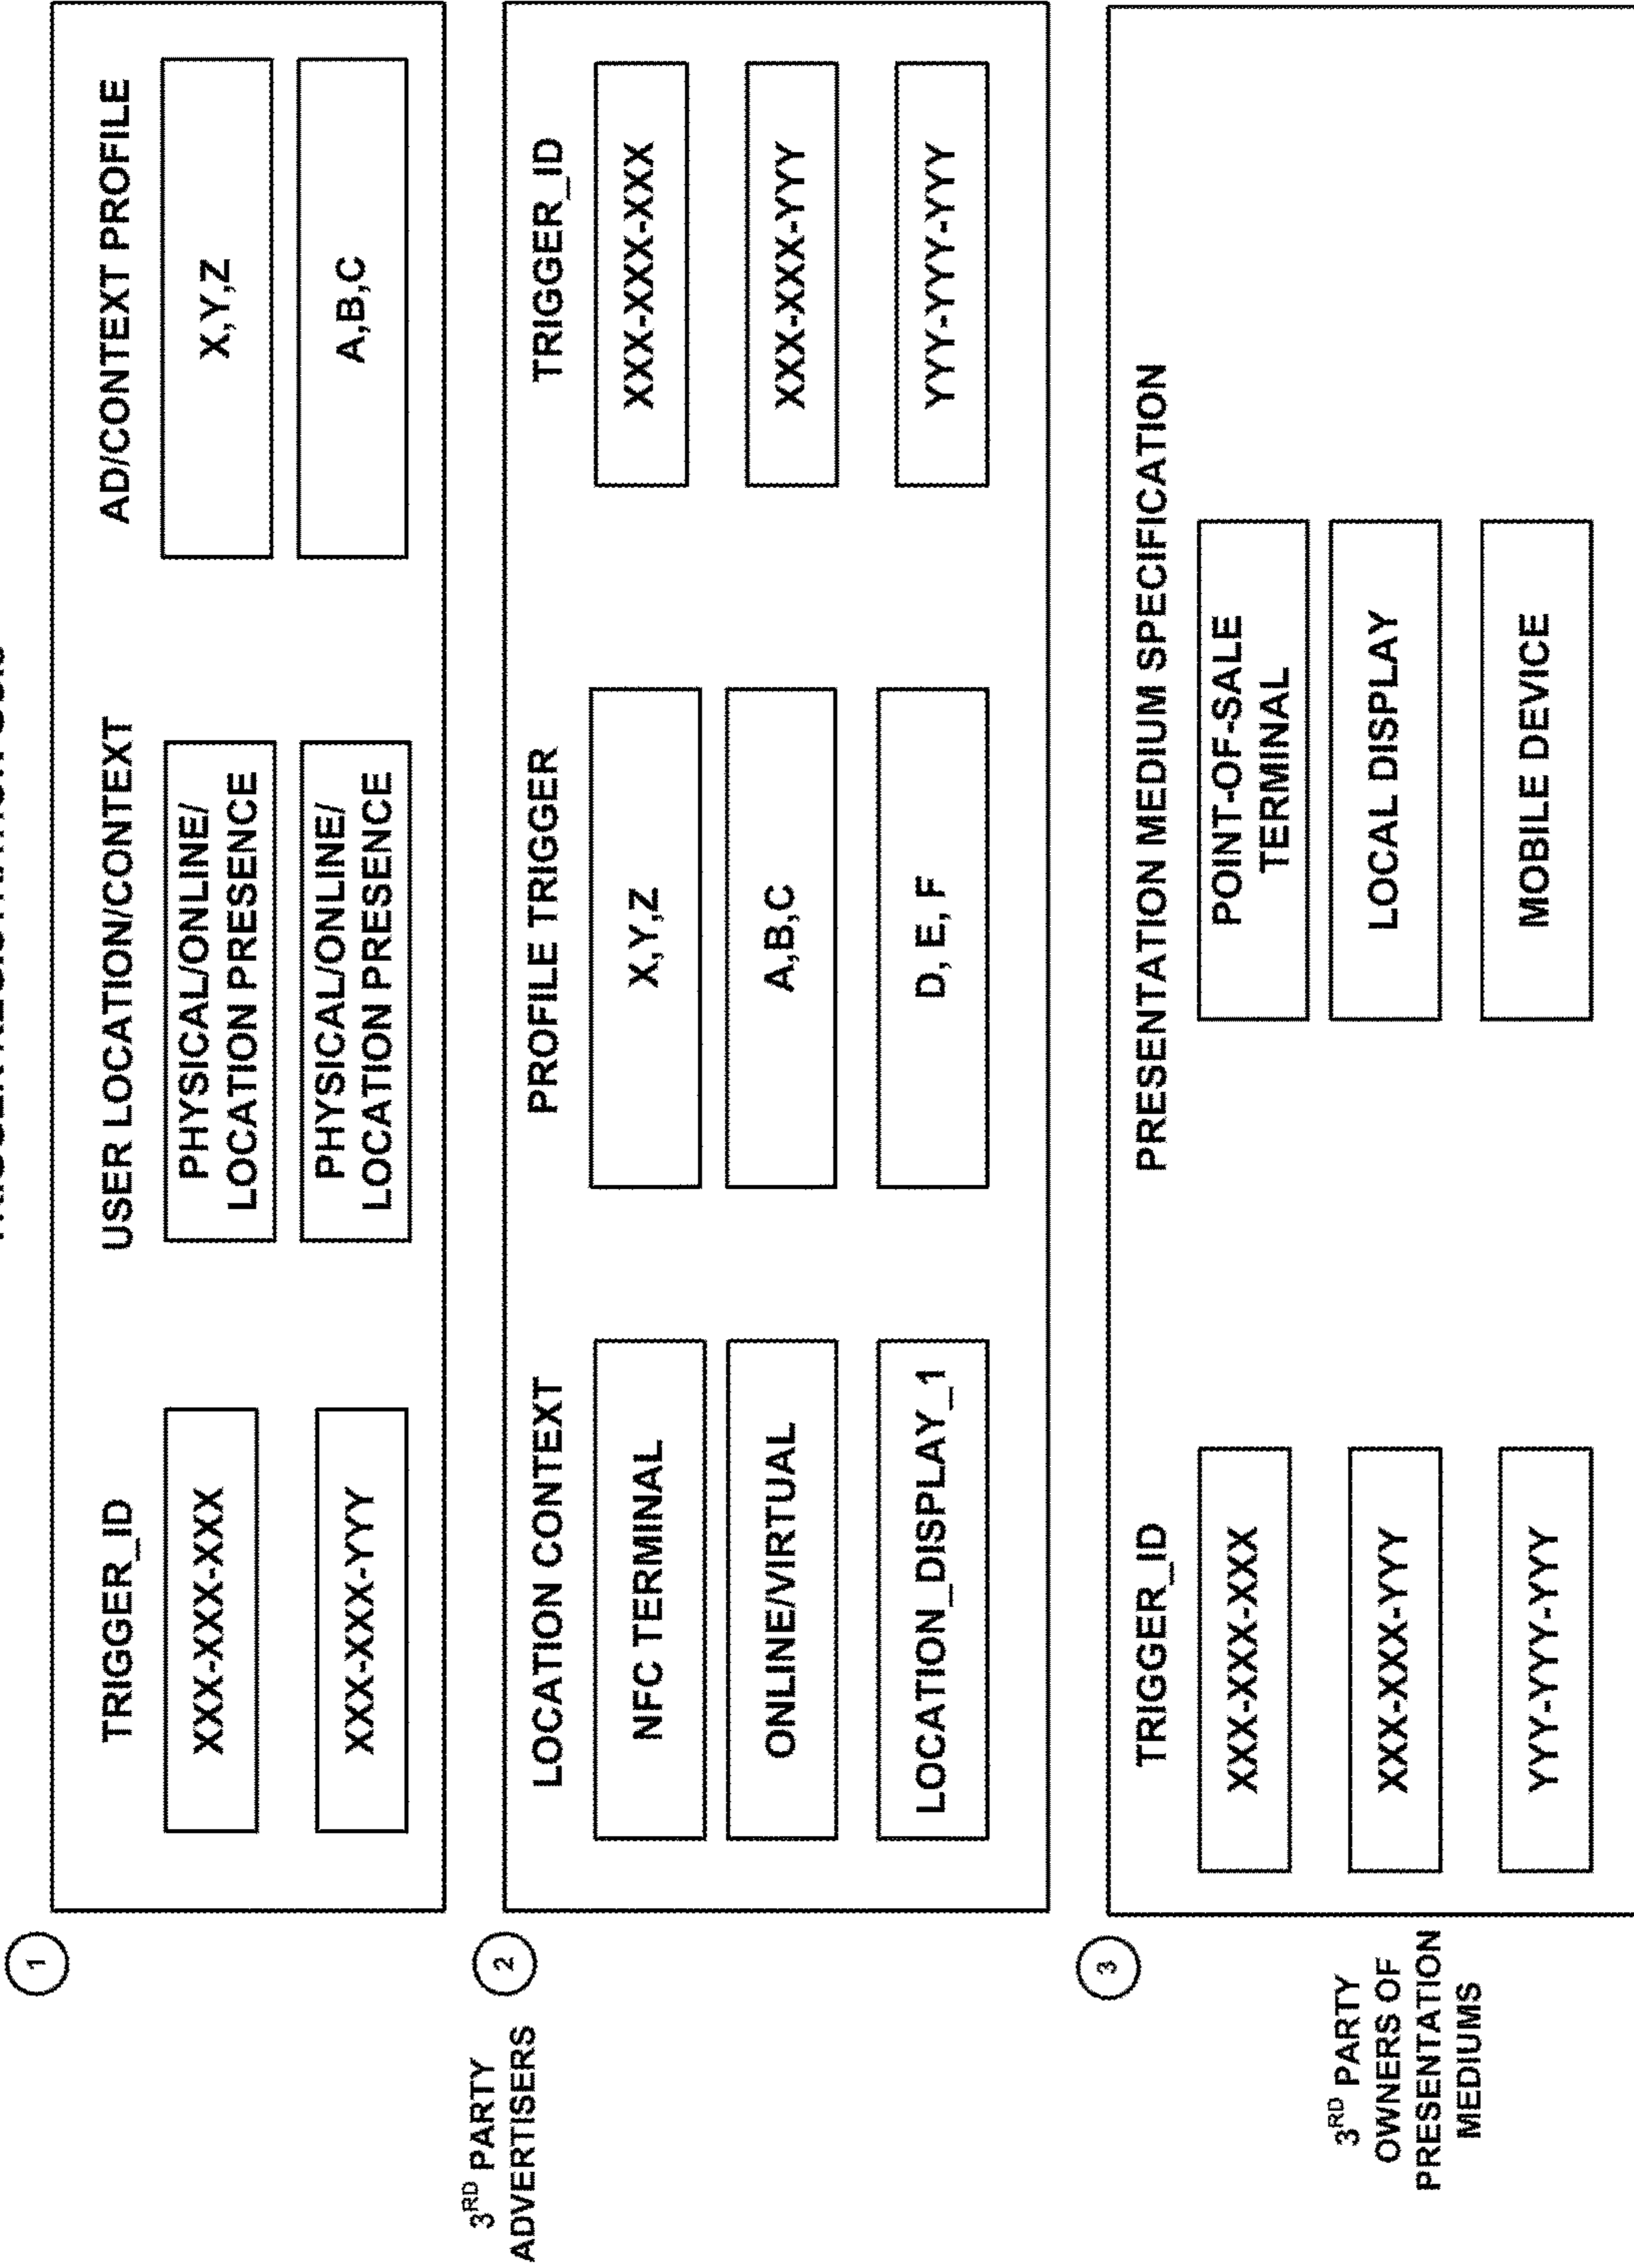 1
TRIGGER_ID
USER LOCATION/CONTEXT
AD/CONTEXT PROFILE
XXX-XXX-XXX
PHYSICAL/ONLINE/
LOCATION PRESENCE
X,Y,Z
XXX-XXX-YYY
PHYSICAL/ONLINE/
LOCATION PRESENCE
A,B,C
3RD PARTY
ADVERTISERS
2
LOCATION CONTEXT
PROFILE TRIGGER
TRIGGER_ID
NFC TERMINAL
X,Y,Z
XXX-XXX-XXX
ONLINE/VIRTUAL
A,B,C
XXX-XXX-YYY
LOCATION_DISPLAY_1
D, E, F
YYY-YYY-YYY
3
3RD PARTY
OWNERS OF
PRESENTATION
MEDIUMS
TRIGGER_ID
PRESENTATION MEDIUM SPECIFICATION
XXX-XXX-XXX
POINT-OF-SALE
TERMINAL
XXX-XXX-YYY
LOCAL DISPLAY
YYY-YYY-YYY
MOBILE DEVICE